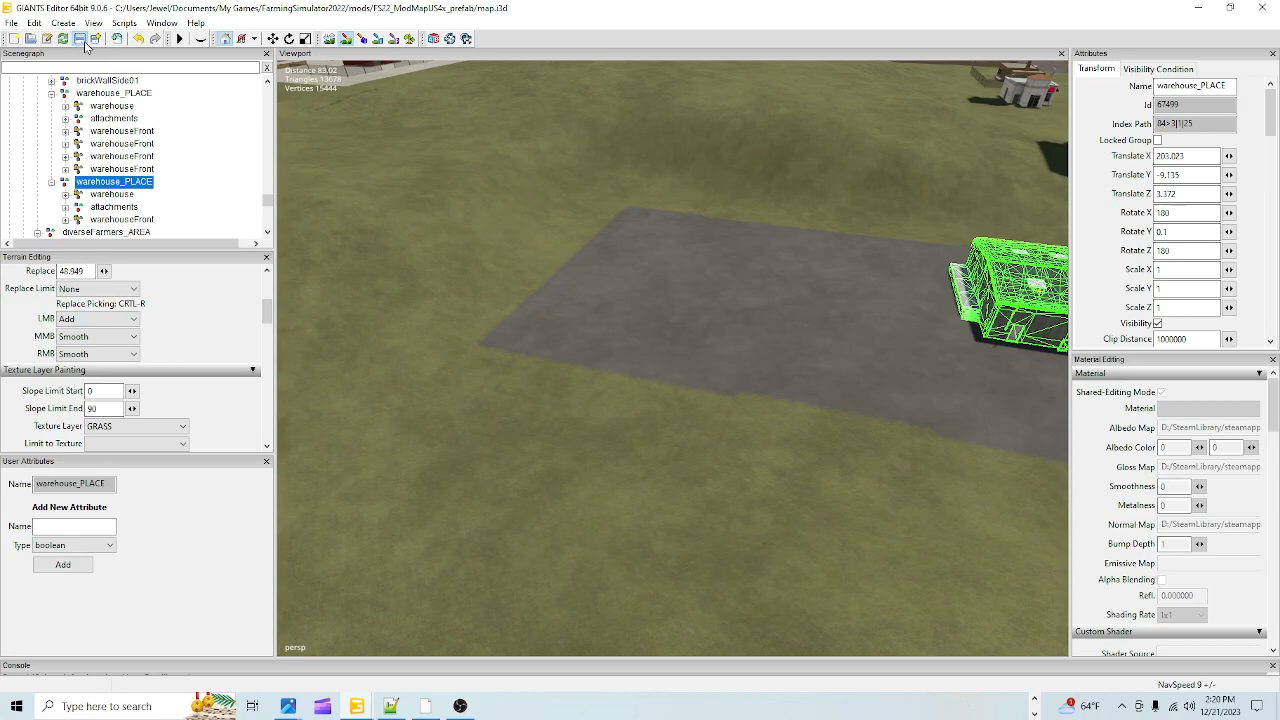 GIANTS Editor 64bit 9.0.6 - C:/Users/Jewel/Documents/My Games/FarmingSimulator2022/mods/FS22_ModMapUS4x_prefab/map.i3d
File Edit Create View Scripts Window Help
Scenegraph
brickWallSide01
warehouse_PLACE
warehouse
attachments
warehouseFront
warehouseFront
warehouseFront
warehouseFront
warehouse_PLACE
warehouse
attachments
warehouseFront
diverseFarmers_AREA
Terrain Editing
Replace 48.949
Replace Limit None
Replace Picking: CRTL-R
LMB Add
MMB Smooth
RMB Smooth
Texture Layer Painting
Slope Limit Start 0
Slope Limit End 90
Texture Layer GRASS
Limit to Texture
User Attributes
Name warehouse_PLACE
Add New Attribute
Name
Type boolean
Add
Viewport
Distance 83.02
Triangles 13678
Vertices 15444
persp
Attributes
Transform Visibility Condition
Name warehouse_PLACE
Id 67499
Index Path 84>3|1|25
Locked Group
Translate X 203.023
Translate Y -9.135
Translate Z 3.372
Rotate X 180
Rotate Y 0.1
Rotate Z 180
Scale X 1
Scale Y 1
Scale Z 1
Visibility
Clip Distance 1000000
Material Editing
Material
Shared-Editing Mode
Material
Albedo Map D:/SteamLibrary/steamapp
Albedo Color 0 0
Gloss Map D:/SteamLibrary/steamapp
Smoothness 0
Metalness 0
Normal Map D:/SteamLibrary/steamapp
Bump Depth 1
Emissive Map
Alpha Blending
Refl. 0.000000
Shading Rate 1x1
Custom Shader
Shader Source
Console
NavSpeed 9 +/-
Type here to search
64°F
2:20 PM
12/21/2023
9